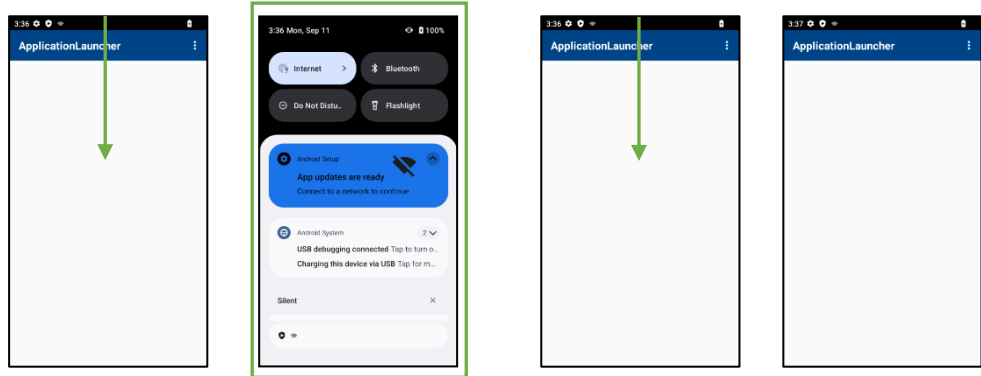 3:36
ApplicationLauncher
3:36 Mon, Sep 11 100%
Internet Bluetooth
Do Not Distu.. Flashlight
Android Setup
App updates are ready
Connect to a network to continue
Android System 2
USB debugging connected Tap to turn o...
Charging this device via USB Tap for m...
Silent
3:36
ApplicationLauncher
3:37
ApplicationLauncher